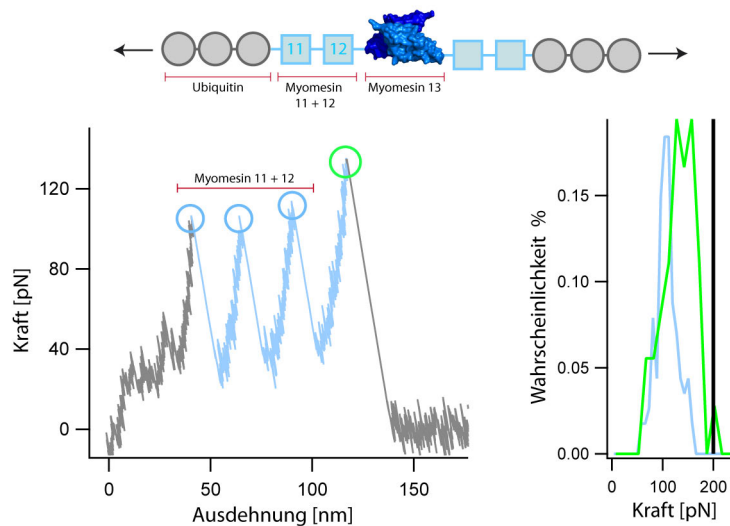 11 12
Ubiquitin
Myomesin
11 + 12
Myomesin 13
Kraft [pN]
120
80
40
0
Myomesin 11 + 12
0
50
100
150
Ausdehnung [nm]
Wahrscheinlichkeit %
0.15
0.10
0.05
0.00
0
100
200
Kraft [pN]